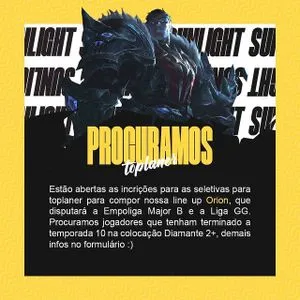 NLIGHT SU
SUNLIGHT
PROCURAMOS
toplaner
Estão abertas as incrições para as seletivas para
toplaner para compor nossa line up Orion, que
disputará a Empoliga Major B e a Liga GG.
Procuramos jogadores que tenham terminado a
temporada 10 na colocação Diamante 2+, demais
infos no formulário :)